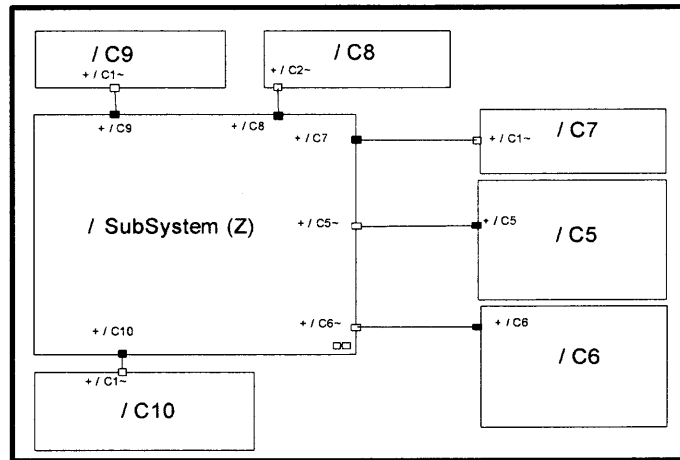 / C9
+ / C1~
/ C8
+ / C2~
+ / C9
+ / C8
+ / C7
+ / C1~
/ C7
/ SubSystem (Z)
+ / C5~
+ / C5
/ C5
+ / C6~
+ / C6
/ C6
+ / C10
+ / C1~
/ C10